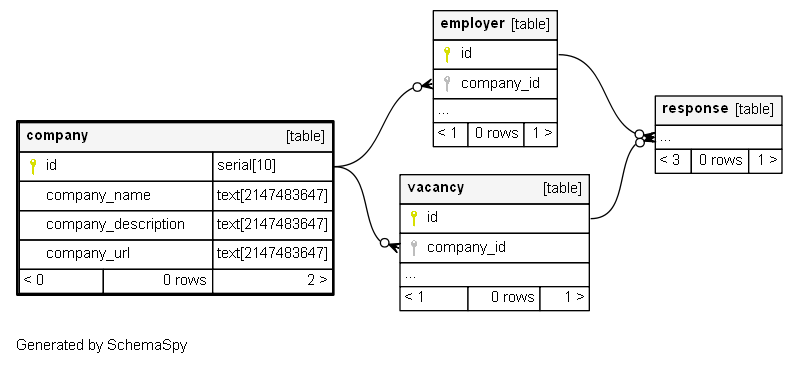 employer [table]
id
company_id
...
< 1 0 rows 1 >
response [table]
...
< 3 0 rows 1 >
company [table]
id serial[10]
company_name text[2147483647]
company_description text[2147483647]
company_url text[2147483647]
< 0 0 rows 2 >
vacancy [table]
id
company_id
...
< 1 0 rows 1 >
Generated by SchemaSpy